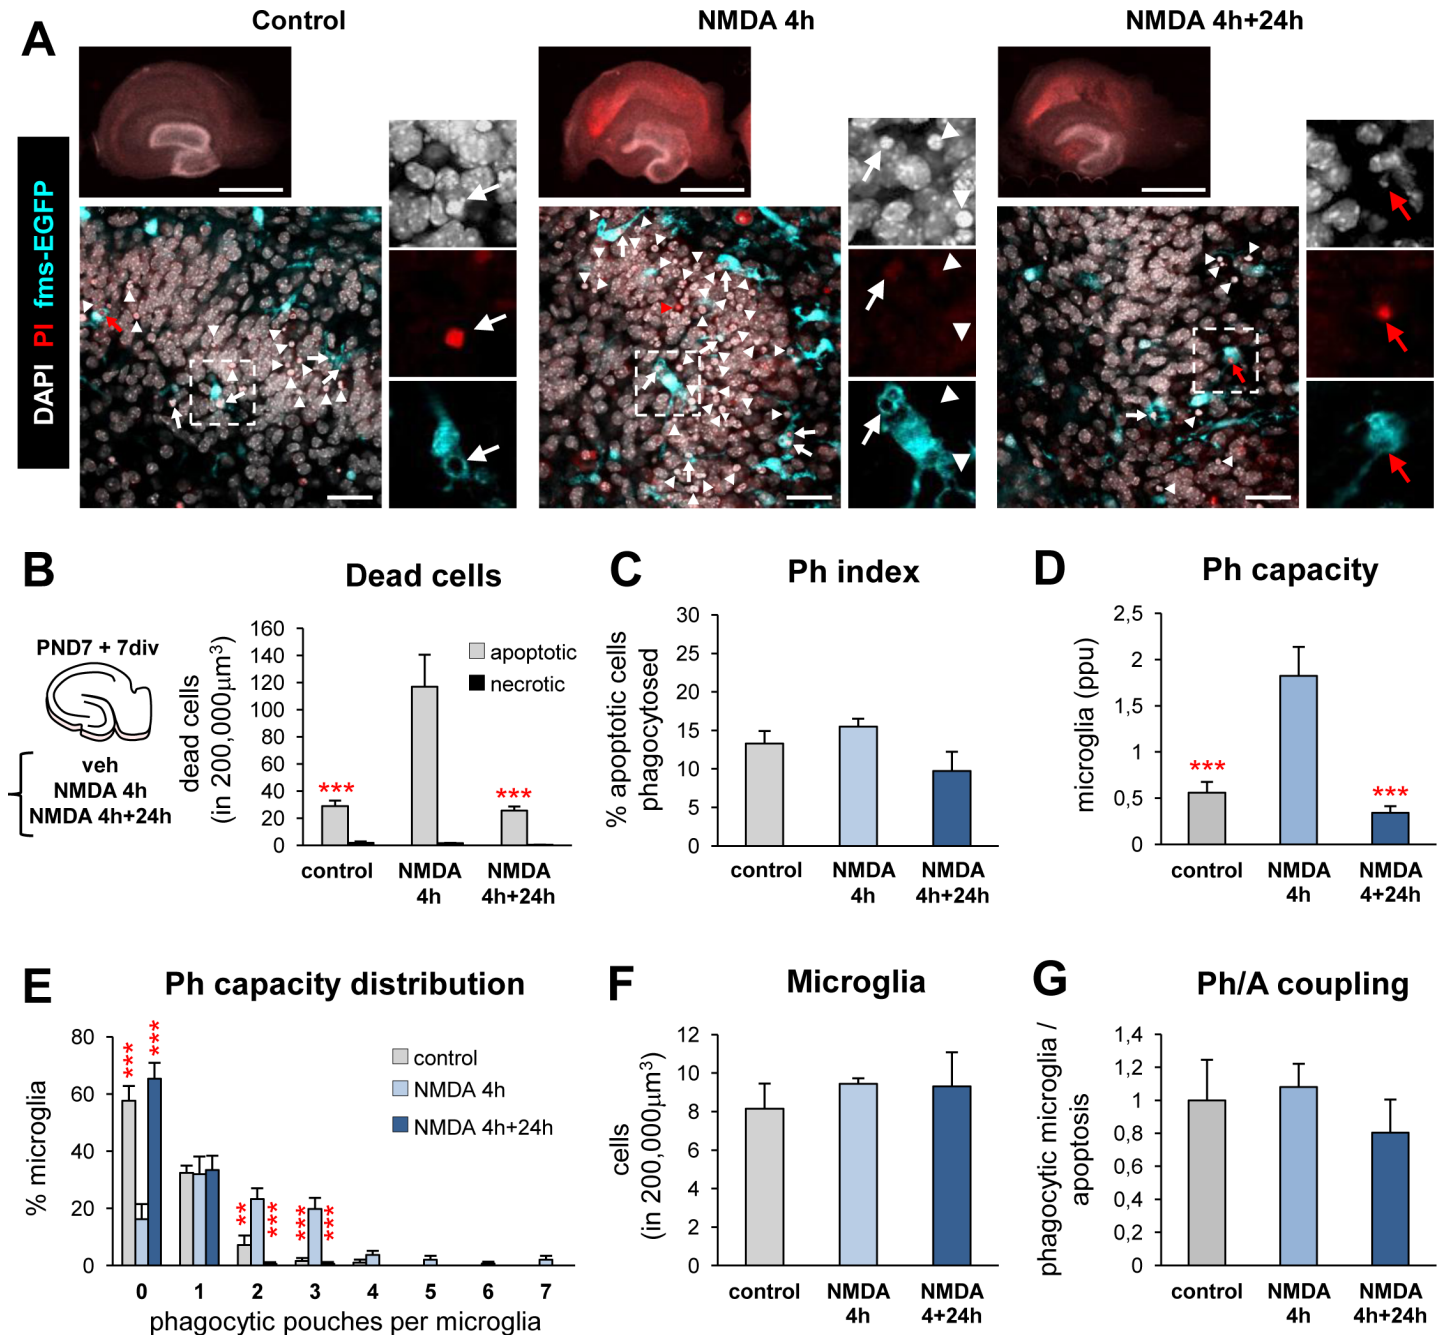 A
Control
NMDA 4h
NMDA 4h+24h
DAPI PI fms-EGFP
B
Dead cells
PND7 + 7div
veh
NMDA 4h
NMDA 4h+24h
dead cells
(in 200,000µm3)
160
140
120
100
80
60
40
20
0
apoptotic
necrotic
***
***
control
NMDA
4h
NMDA
4h+24h
C
Ph index
% apoptotic cells
phagocytosed
30
25
20
15
10
5
0
control
NMDA
4h
NMDA
4h+24h
D
Ph capacity
microglia (ppu)
2,5
2
1,5
1
0,5
0
***
***
control
NMDA
4h
NMDA
4+24h
E
Ph capacity distribution
% microglia
80
60
40
20
0
control
NMDA 4h
NMDA 4h+24h
***
***
**
***
***
***
0 1 2 3 4 5 6 7
phagocytic pouches per microglia
F
Microglia
cells
(in 200,000µm3)
12
10
8
6
4
2
0
control
NMDA
4h
NMDA
4+24h
G
Ph/A coupling
phagocytic microglia /
apoptosis
1,4
1,2
1
0,8
0,6
0,4
0,2
0
control
NMDA
4h
NMDA
4h+24h